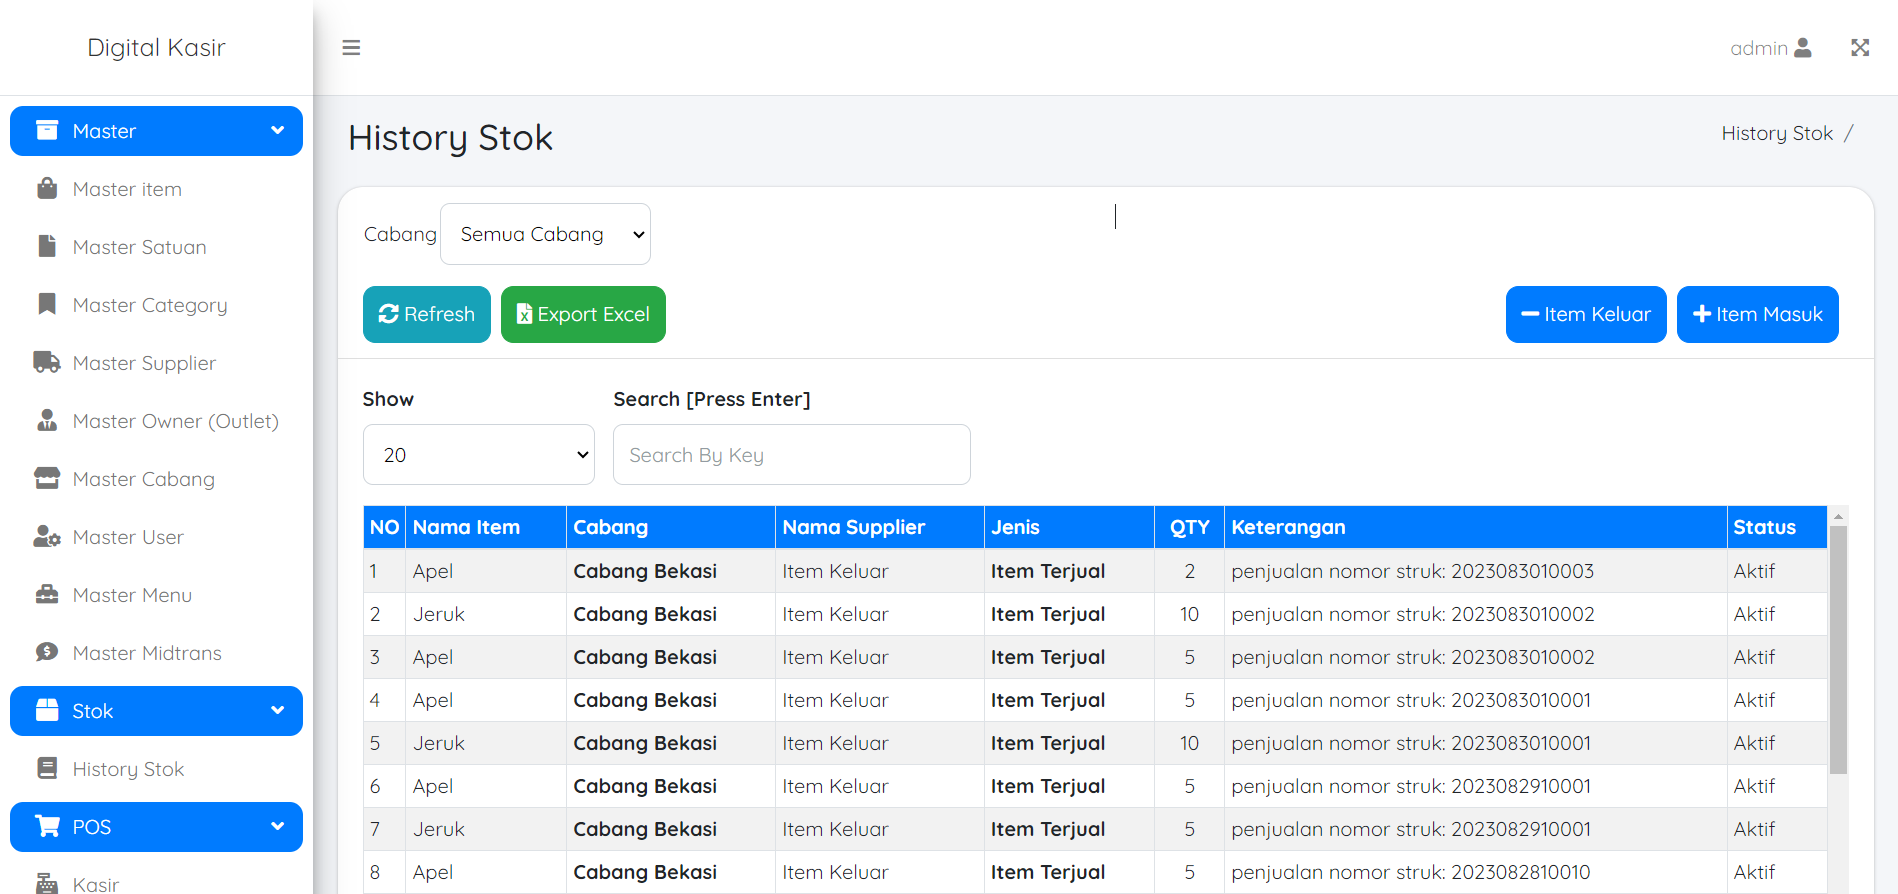 Digital Kasir
admin
Master
Master item
Master Satuan
Master Category
Master Supplier
Master Owner (Outlet)
Master Cabang
Master User
Master Menu
Master Midtrans
Stok
History Stok
POS
Kasir
History Stok
History Stok /
Cabang Semua Cabang
Refresh Export Excel Item Keluar Item Masuk
Show Search [Press Enter]
20 Search By Key
NO Nama Item Cabang Nama Supplier Jenis QTY Keterangan Status
1 Apel Cabang Bekasi Item Keluar Item Terjual 2 penjualan nomor struk: 2023083010003 Aktif
2 Jeruk Cabang Bekasi Item Keluar Item Terjual 10 penjualan nomor struk: 2023083010002 Aktif
3 Apel Cabang Bekasi Item Keluar Item Terjual 5 penjualan nomor struk: 2023083010002 Aktif
4 Apel Cabang Bekasi Item Keluar Item Terjual 5 penjualan nomor struk: 2023083010001 Aktif
5 Jeruk Cabang Bekasi Item Keluar Item Terjual 10 penjualan nomor struk: 2023083010001 Aktif
6 Apel Cabang Bekasi Item Keluar Item Terjual 5 penjualan nomor struk: 2023082910001 Aktif
7 Jeruk Cabang Bekasi Item Keluar Item Terjual 5 penjualan nomor struk: 2023082910001 Aktif
8 Apel Cabang Bekasi Item Keluar Item Terjual 5 penjualan nomor struk: 2023082810010 Aktif